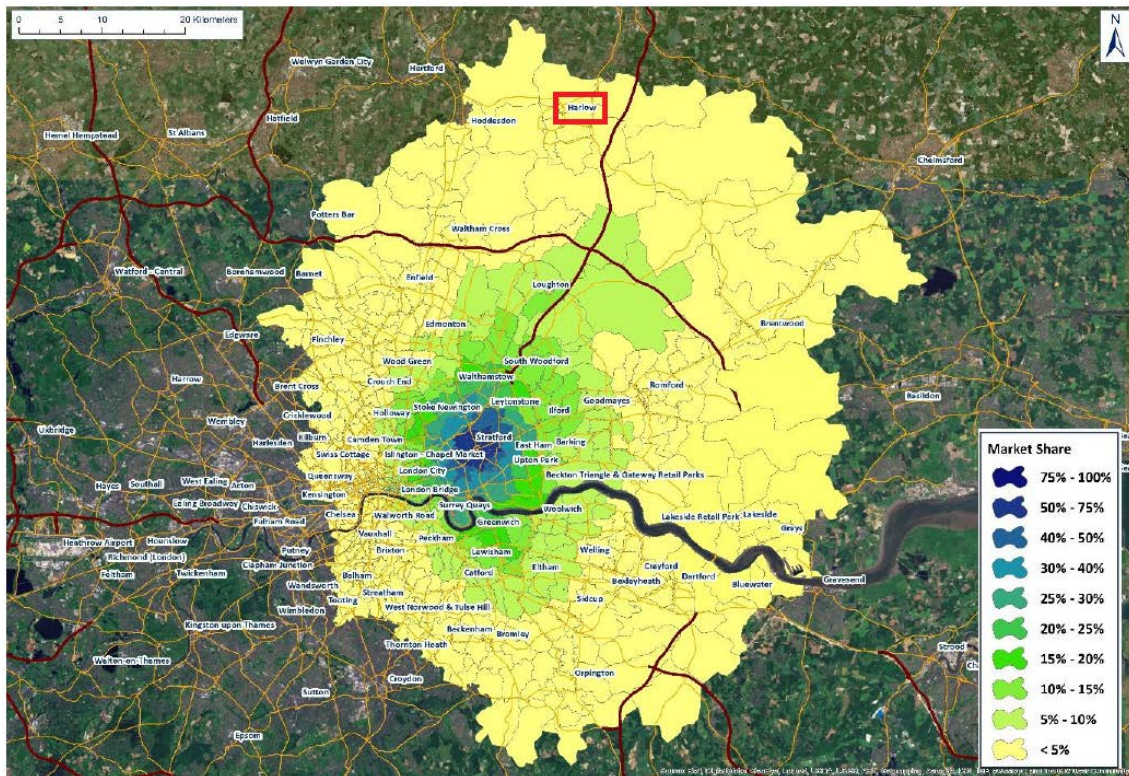 0 5 10 20 Kilometers
N
Welwyn Garden City
Hertford
Harlow
Hoddesdon
Hatfield
Hemel Hempstead
St Albans
Chelmsford
Potters Bar
Waltham Cross
Watford - Central
Borehamwood
Barnet
Enfield
Loughton
Edmonton
Brentwood
Edgware
Finchley
Wood Green
South Woodford
Walthamstow
Harrow
Brent Cross
Crouch End
Romford
Leytonstone
Goodmayes
Basildon
Cricklewood
Holloway
Stoke Newington
Ilford
Wembley
Uxbridge
Harlesden
Kilburn
Camden Town
Stratford
East Ham
Barking
Swiss Cottage
Islington - Chapel Market
Upton Park
West Ealing
Acton
Queensway
London City
Beckton Triangle & Gateway Retail Parks
Hayes
Southall
Kensington
London Bridge
Ealing Broadway
Chiswick
Chelsea
Surrey Quays
Woolwich
Walworth Road
Greenwich
Lakeside Retail Park
Lakeside
Fulham Road
Grays
Heathrow Airport
Hounslow
Vauxhall
Peckham
Richmond (London)
Putney
Brixton
Lewisham
Welling
Clapham Junction
Crayford
Feltham
Twickenham
Balham
Catford
Eltham
Bexleyheath
Dartford
Bluewater
Gravesend
Wandsworth
Streatham
Tooting
Sidcup
Wimbledon
West Norwood & Tulse Hill
Kingston upon Thames
Beckenham
Bromley
Thornton Heath
Strood
Walton-on-Thames
Croydon
Orpington
Sutton
Epsom
Market Share
75% - 100%
50% - 75%
40% - 50%
30% - 40%
25% - 30%
20% - 25%
15% - 20%
10% - 15%
5% - 10%
< 5%